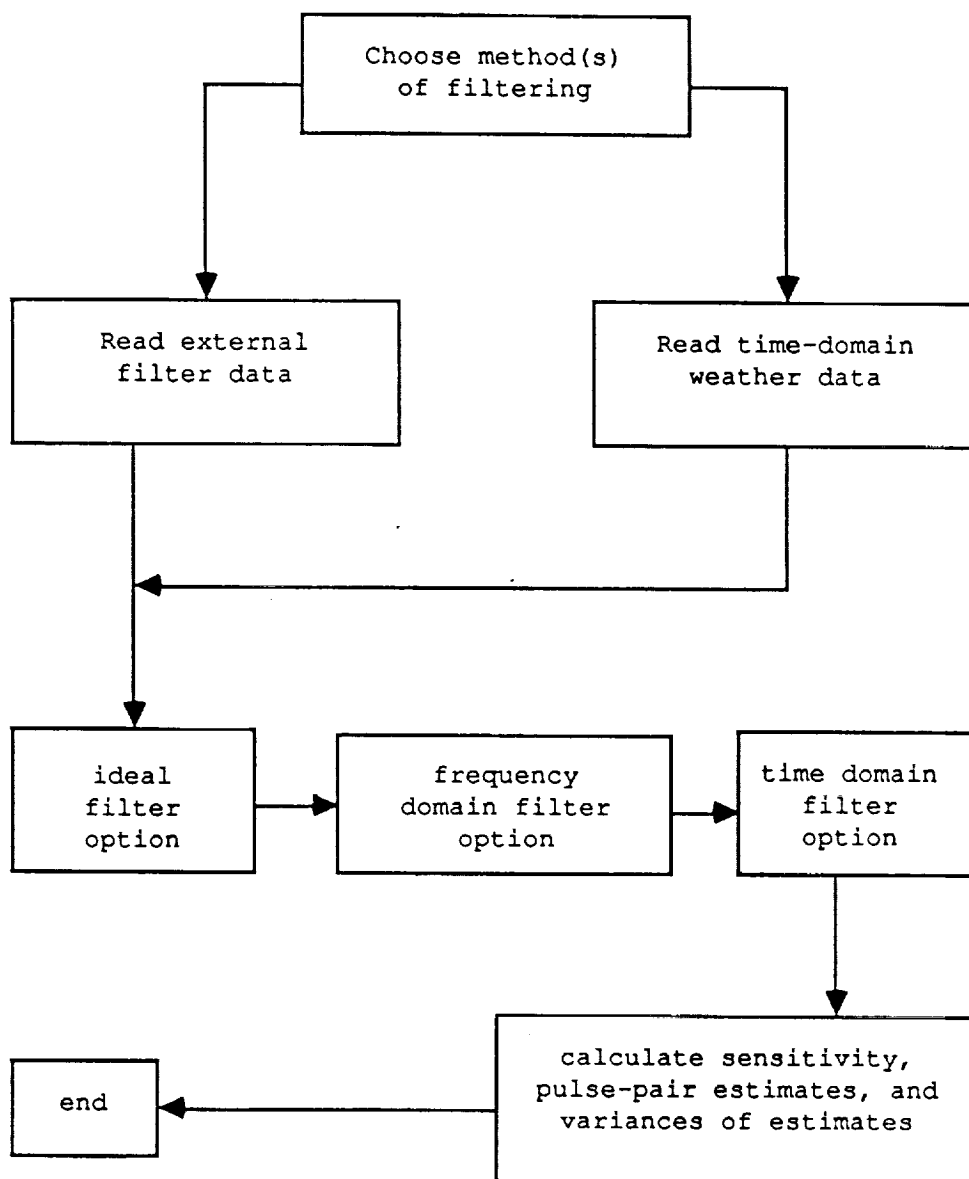 Choose method(s)
of filtering
Read external
filter data
Read time-domain
weather data
ideal
filter
option
frequency
domain filter
option
time domain
filter
option
calculate sensitivity,
pulse-pair estimates, and
variances of estimates
end